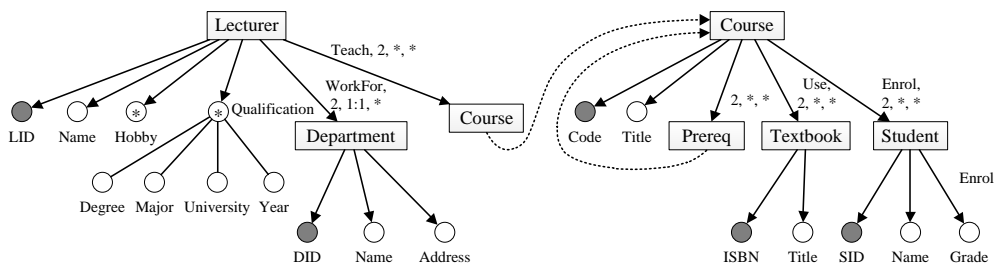 Lecturer
Course
Teach, 2, *, *
WorkFor,
2, 1:1, *
Use,
2, *, *
Enrol,
2, *, *
2, *, *
*
*
Qualification
LID
Name
Hobby
Department
Course
Code
Title
Prereq
Textbook
Student
Enrol
Degree
Major
University
Year
DID
Name
Address
ISBN
Title
SID
Name
Grade